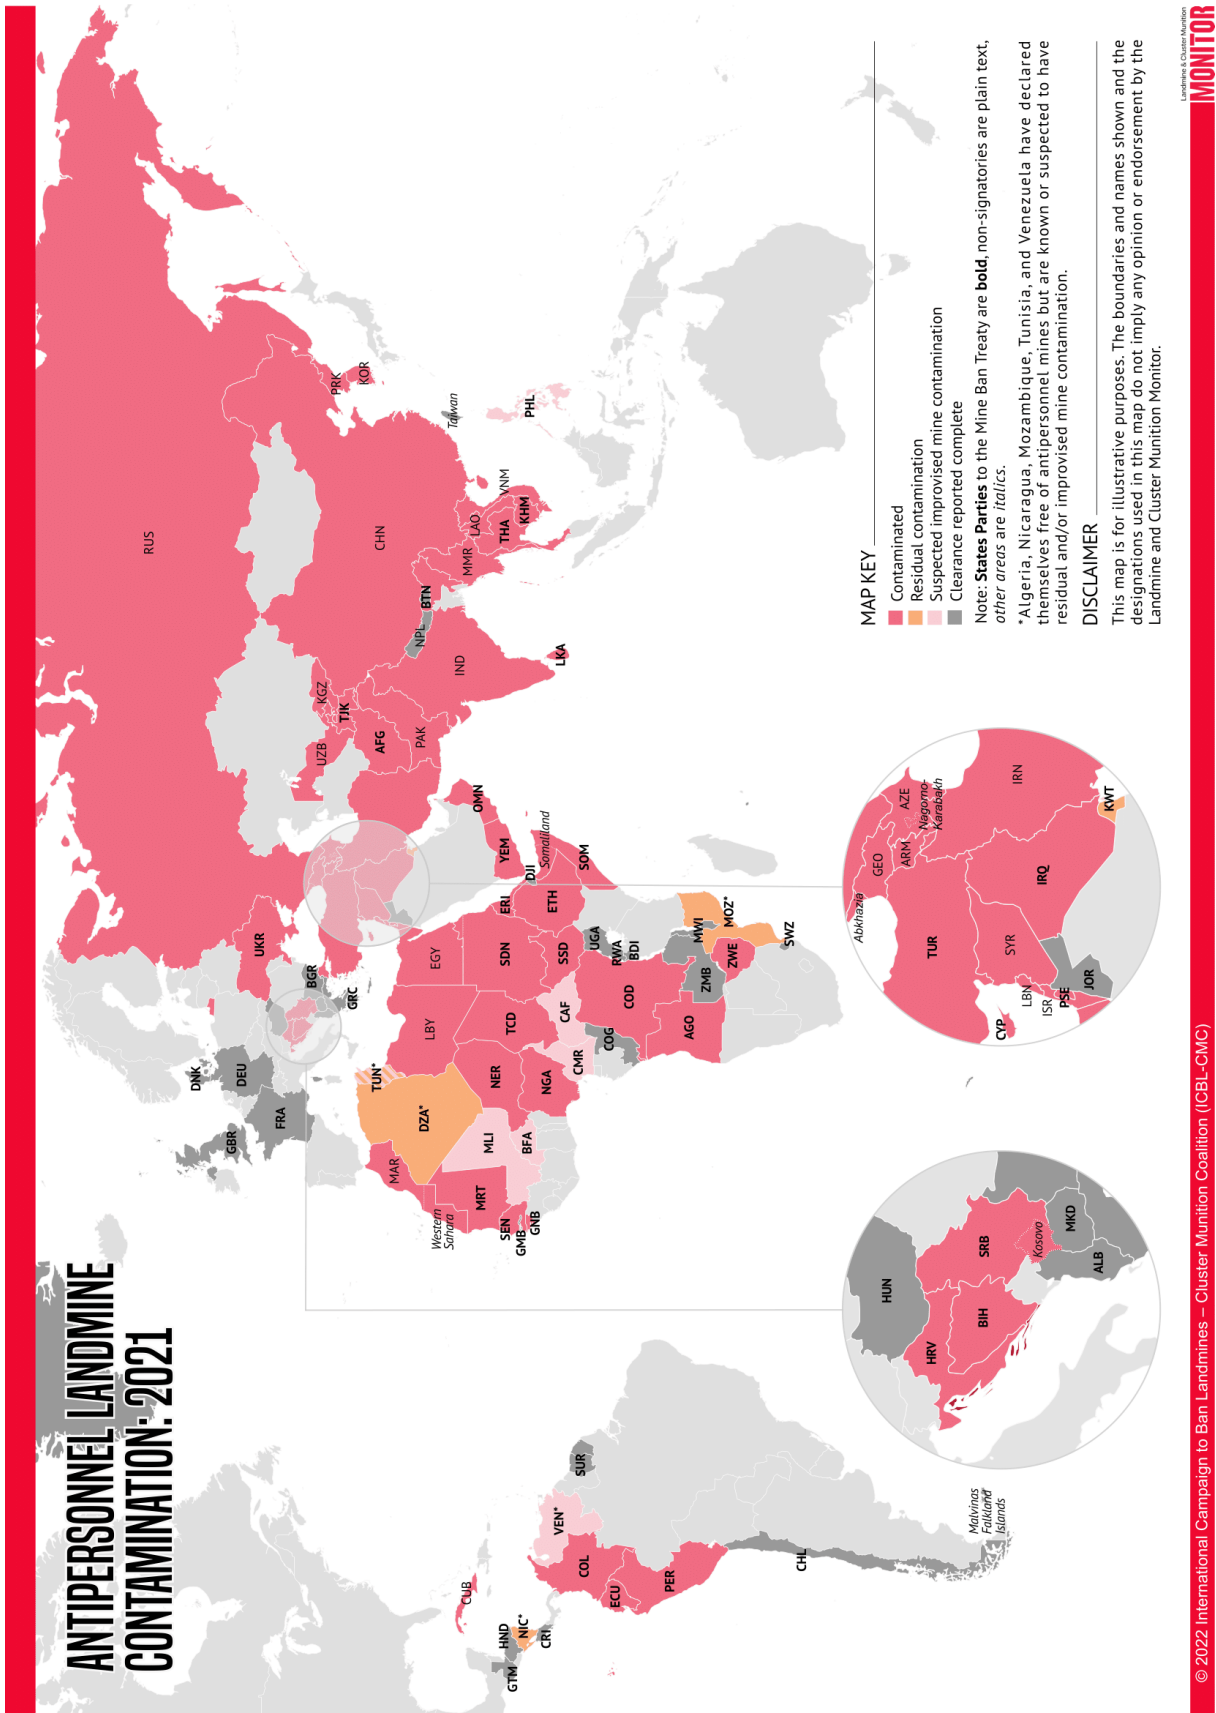 ANTIPERSONNEL LANDMINE
CONTAMINATION: 2021
RUS
DNK
GBR
DEU
FRA
UKR
BGR
GRC
UZB
KGZ
TJK
AFG
PAK
CHN
PRK
KOR
Taiwan
NPL
BTN
IND
LKA
MMR
LAO
VNM
THA
KHM
PHL
TUN*
MAR
DZA*
LBY
EGY
Western
Sahara
MRT
MLI
NER
TCD
SDN
ERI
YEM
OMN
SEN
GMB
GNB
BFA
NGA
CMR
CAF
SSD
ETH
DJI
Somaliland
SOM
COG
COD
UGA
RWA
BDI
AGO
ZMB
MWI
MOZ*
ZWE
SWZ
CUB
GTM
HND
NIC*
CRI
VEN*
SUR
COL
ECU
PER
CHL
Malvinas
Falkland
Islands
HUN
HRV
BIH
SRB
Kosovo
MKD
ALB
Abkhazia
GEO
ARM
AZE
Nagorno-
Karabakh
TUR
CYP
SYR
LBN
ISR
PSE
JOR
IRQ
IRN
KWT
MAP KEY
Contaminated
Residual contamination
Suspected improvised mine contamination
Clearance reported complete
Note: States Parties to the Mine Ban Treaty are bold, non-signatories are plain text,
other areas are italics.
*Algeria, Nicaragua, Mozambique, Tunisia, and Venezuela have declared
themselves free of antipersonnel mines but are known or suspected to have
residual and/or improvised mine contamination.
DISCLAIMER
This map is for illustrative purposes. The boundaries and names shown and the
designations used in this map do not imply any opinion or endorsement by the
Landmine and Cluster Munition Monitor.
© 2022 International Campaign to Ban Landmines – Cluster Munition Coalition (ICBL-CMC)
Landmine & Cluster Munition
MONITOR